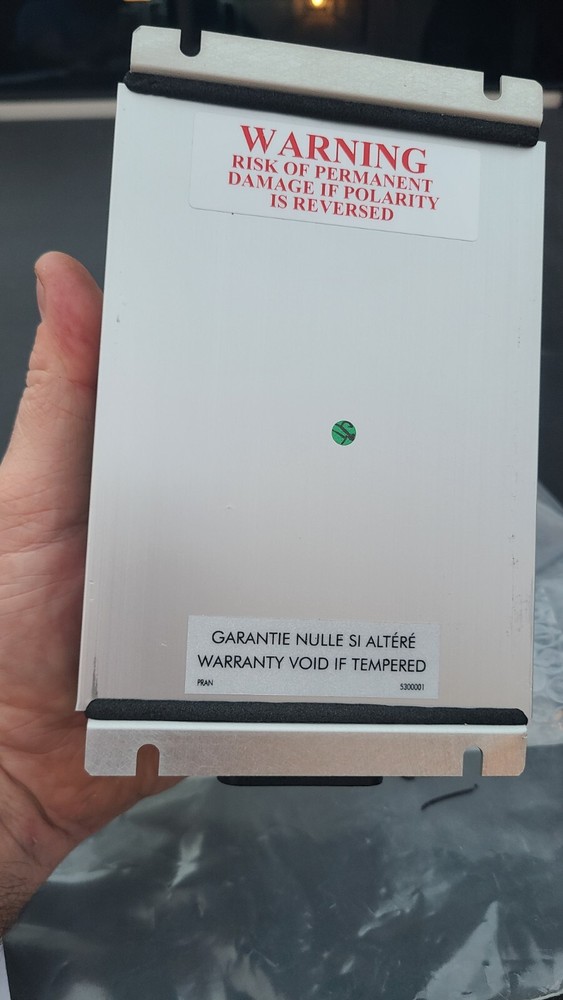 WARNING
RISK OF PERMANENT
DAMAGE IF POLARITY
IS REVERSED
GARANTIE NULLE SI ALTÉRÉ
WARRANTY VOID IF TEMPERED
PRAN 5300001